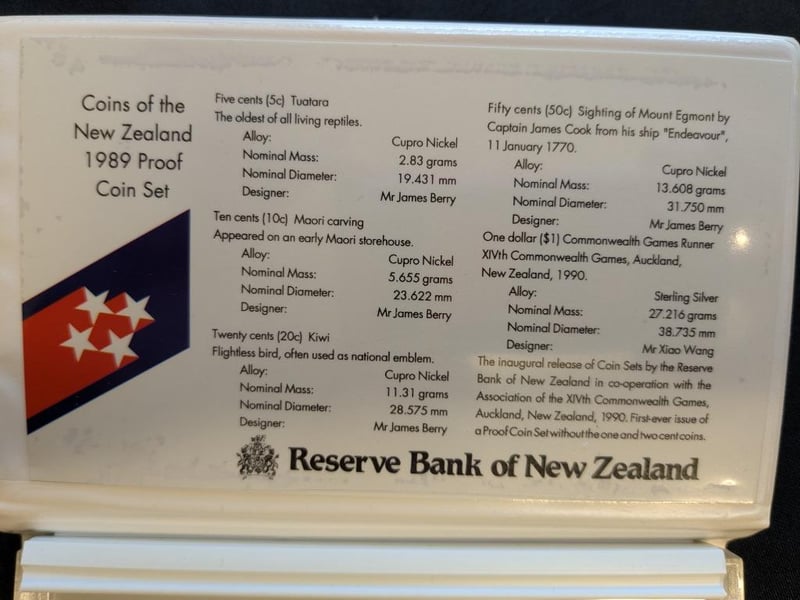 Coins of the
New Zealand
1989 Proof
Coin Set
Five cents (5c) Tuatara
The oldest of all living reptiles.
Alloy: Cupro Nickel
Nominal Mass: 2.83 grams
Nominal Diameter: 19.431 mm
Designer: Mr James Berry
Ten cents (10c) Maori carving
Appeared on an early Maori storehouse.
Alloy: Cupro Nickel
Nominal Mass: 5.655 grams
Nominal Diameter: 23.622 mm
Designer: Mr James Berry
Twenty cents (20c) Kiwi
Flightless bird, often used as national emblem.
Alloy: Cupro Nickel
Nominal Mass: 11.31 grams
Nominal Diameter: 28.575 mm
Designer: Mr James Berry
Fifty cents (50c) Sighting of Mount Egmont by
Captain James Cook from his ship "Endeavour",
11 January 1770.
Alloy: Cupro Nickel
Nominal Mass: 13.608 grams
Nominal Diameter: 31.750 mm
Designer: Mr James Berry
One dollar ($1) Commonwealth Games Runner
XIVth Commonwealth Games, Auckland,
New Zealand, 1990.
Alloy: Sterling Silver
Nominal Mass: 27.216 grams
Nominal Diameter: 38.735 mm
Designer: Mr Xiao Wang
The inaugural release of Coin Sets by the Reserve
Bank of New Zealand in co-operation with the
Association of the XIVth Commonwealth Games,
Auckland, New Zealand, 1990. First-ever issue of
a Proof Coin Set without the one and two cent coins.
Reserve Bank of New Zealand